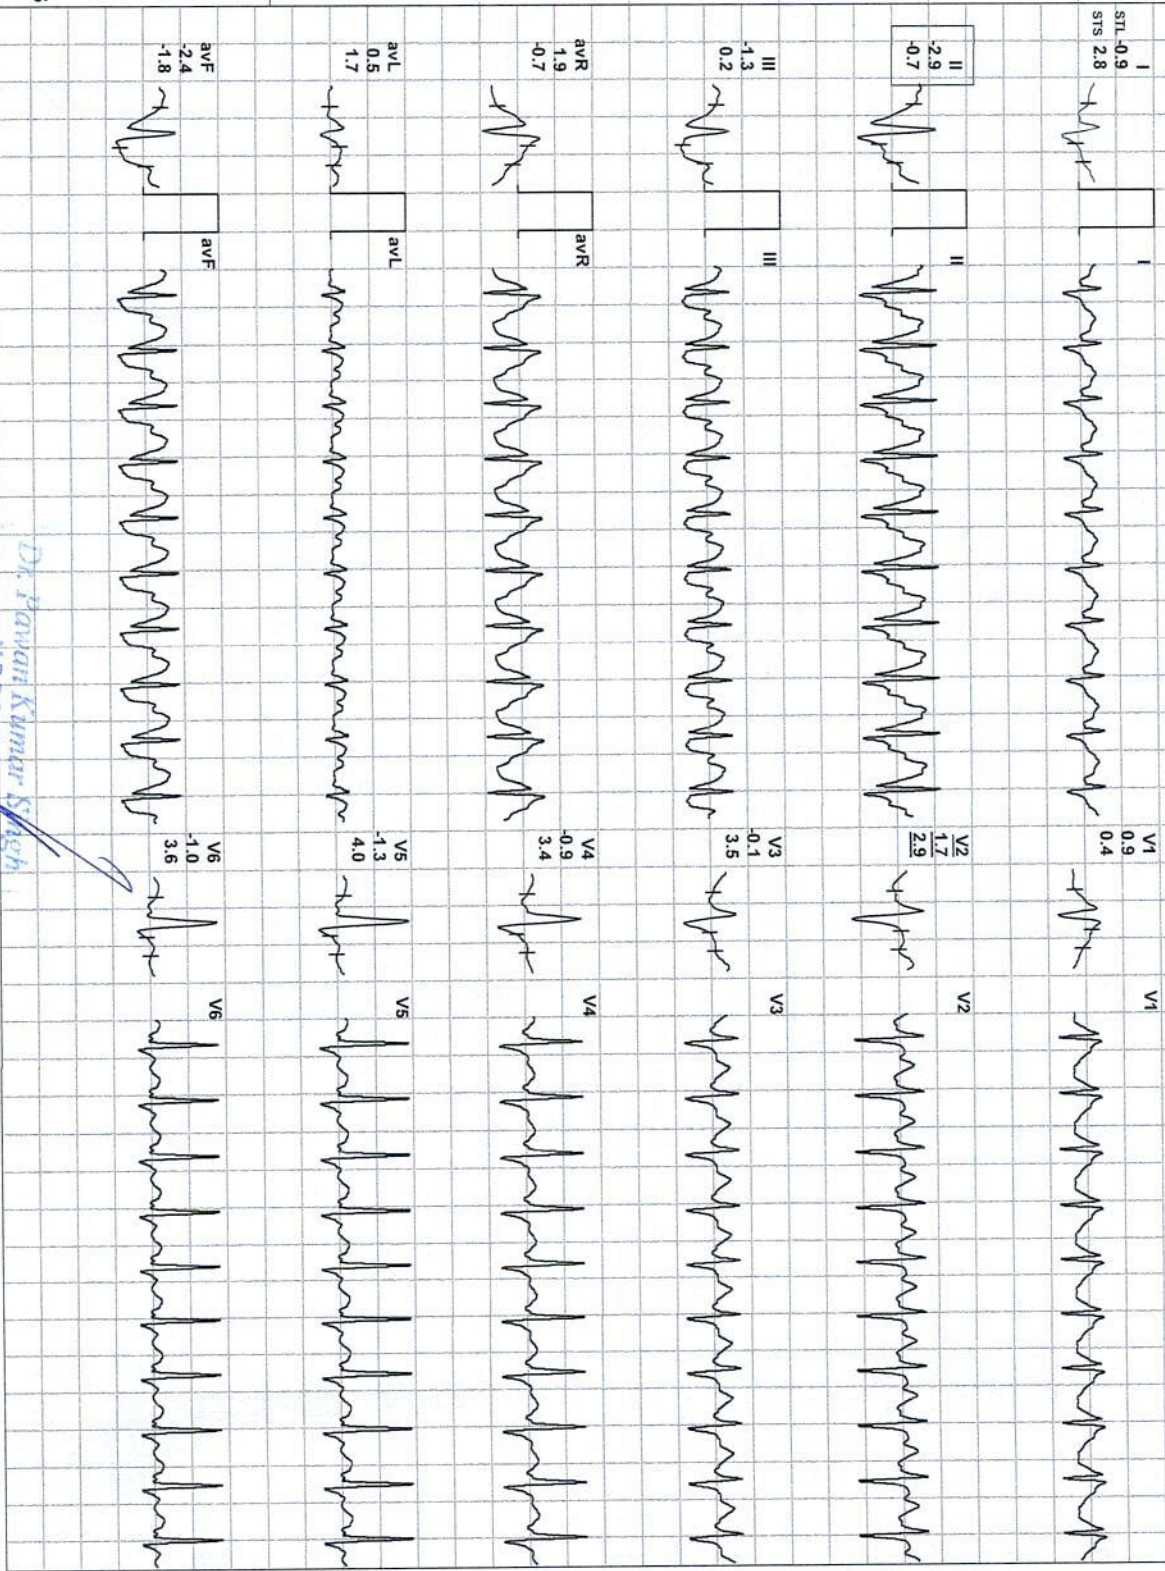 I
STL -0.9
STS 2.8
I
V1
0.9
0.4
V1
II
-2.9
-0.7
II
V2
1.7
2.9
V2
III
-1.3
0.2
III
V3
-0.1
3.5
V3
avR
1.9
-0.7
avR
V4
-0.9
3.4
V4
avL
0.5
1.7
avL
V5
-1.3
4.0
V5
avF
-2.4
-1.8
avF
V6
-1.0
3.6
V6
Dr. Pawan Kumar Singh